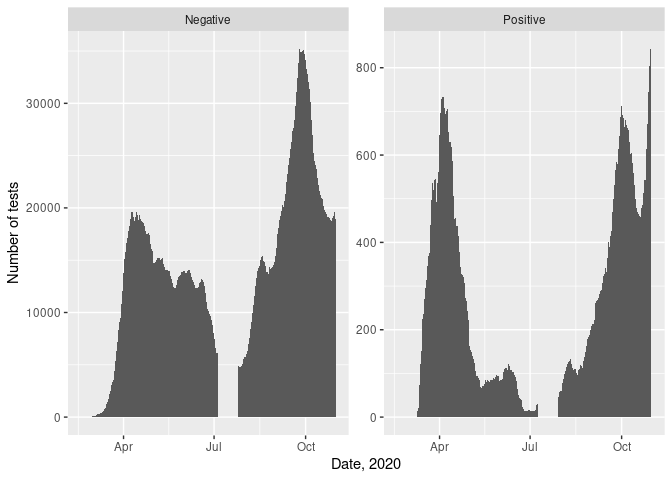 Negative
Positive
Number of tests
30000
20000
10000
0
800
600
400
200
0
Apr
Jul
Oct
Apr
Jul
Oct
Date, 2020